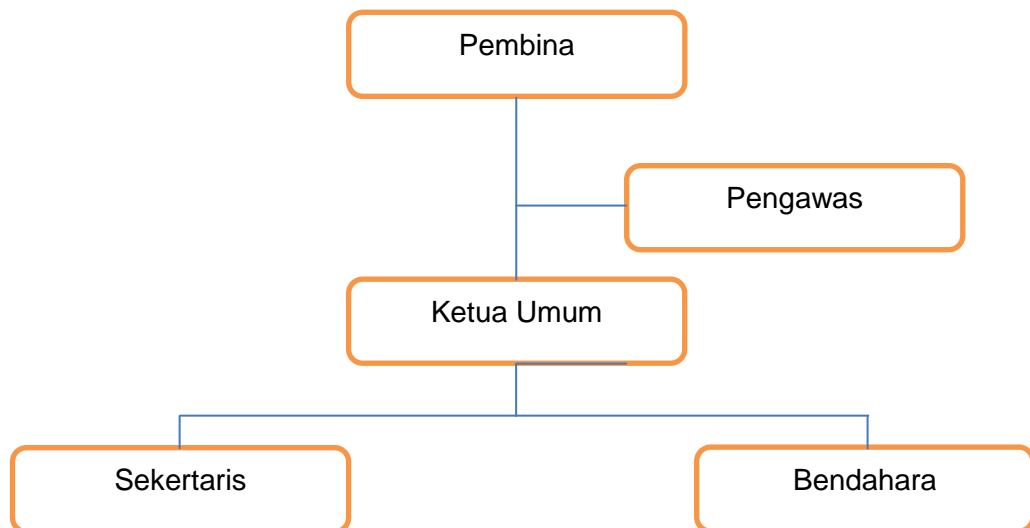 Pembina
Pengawas
Ketua Umum
Sekertaris
Bendahara